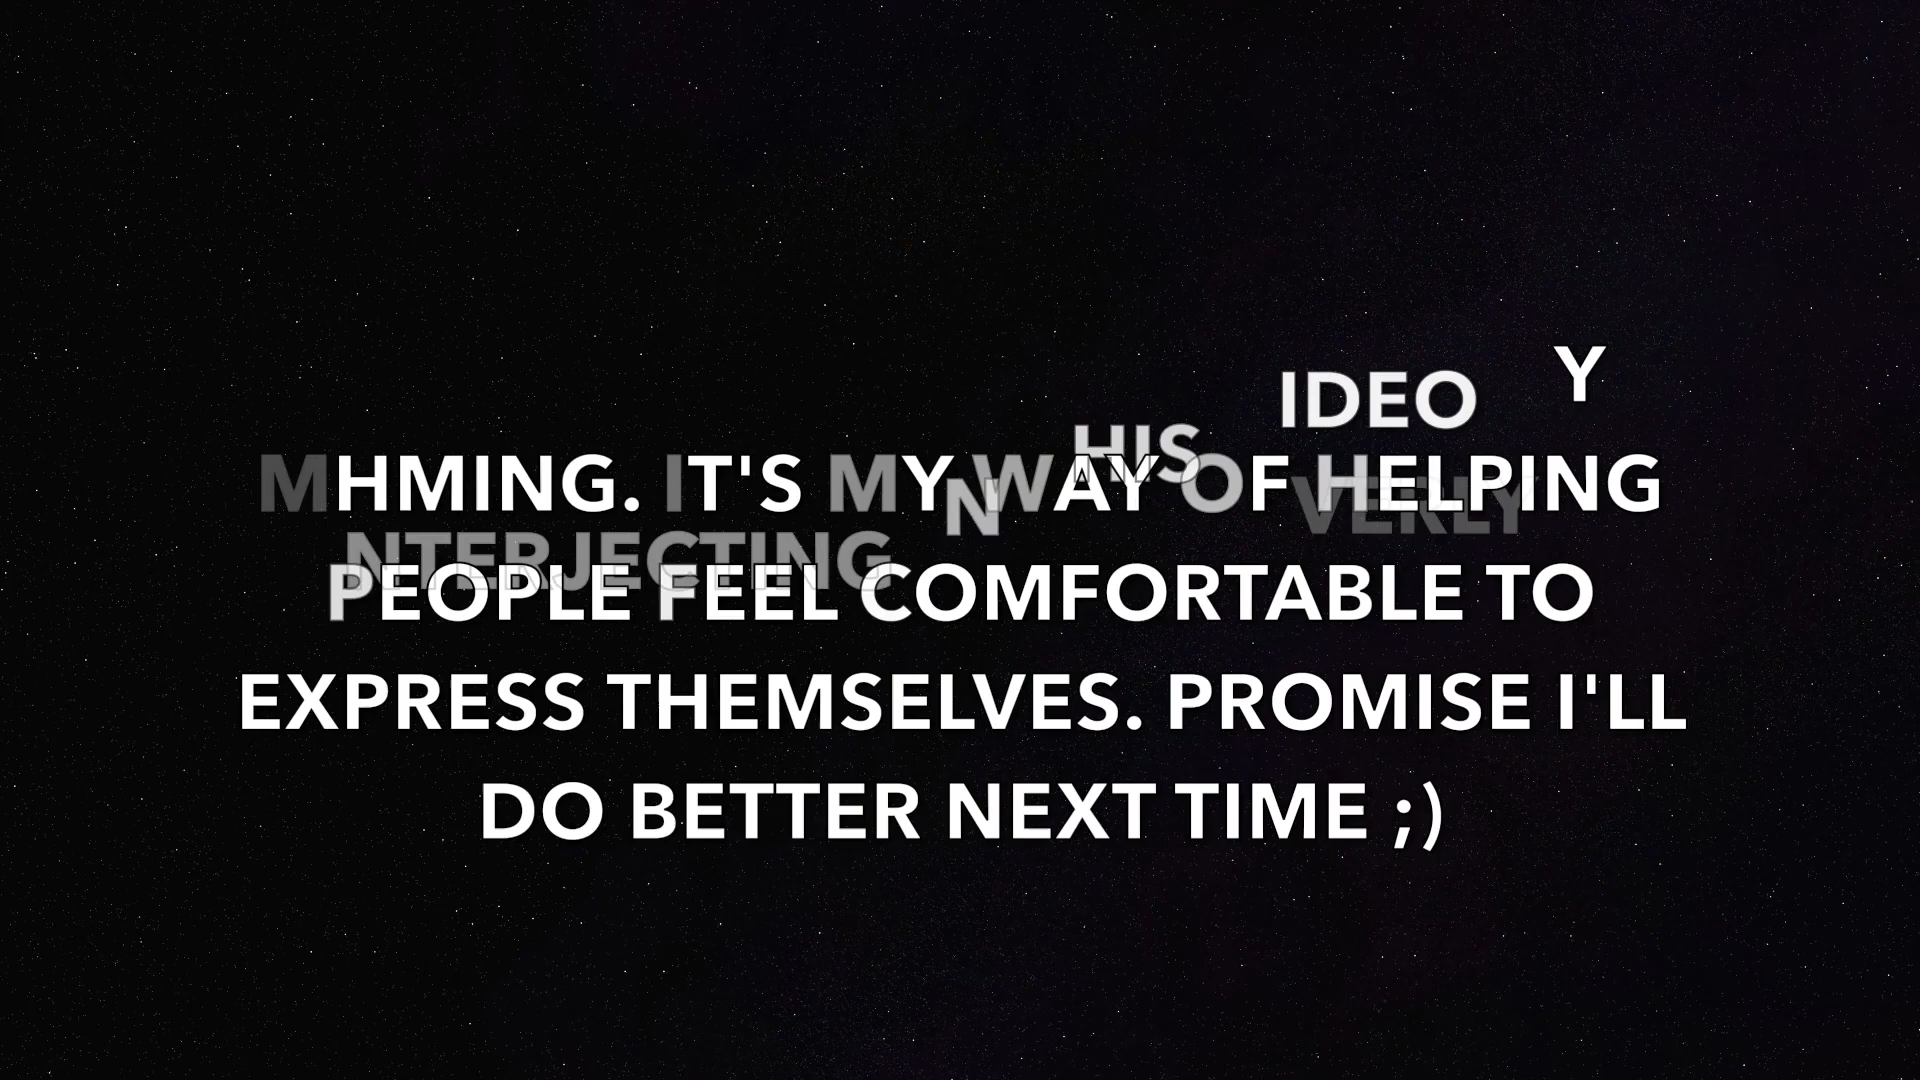 Y
IDEO
HIS
MHMING. IT'S MY WAY OF HELPING
N VERLY
NTERJECTING
PEOPLE FEEL COMFORTABLE TO
EXPRESS THEMSELVES. PROMISE I'LL
DO BETTER NEXT TIME ;)